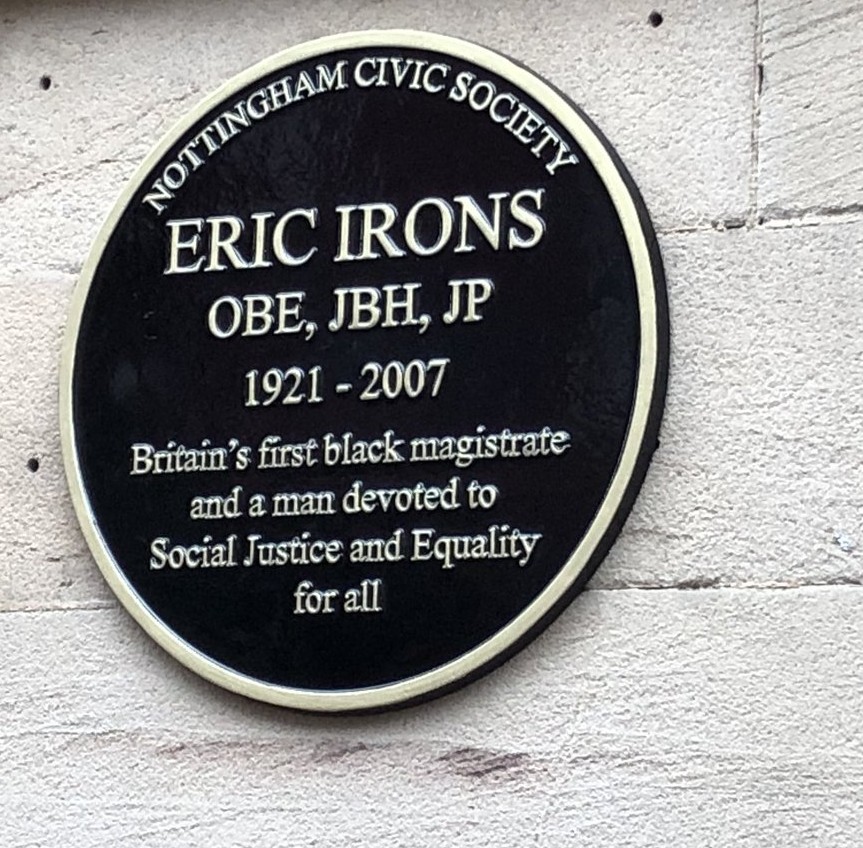 NOTTINGHAM CIVIC SOCIETY
ERIC IRONS
OBE, JBH, JP
1921 - 2007
Britain's first black magistrate
and a man devoted to
Social Justice and Equality
for all